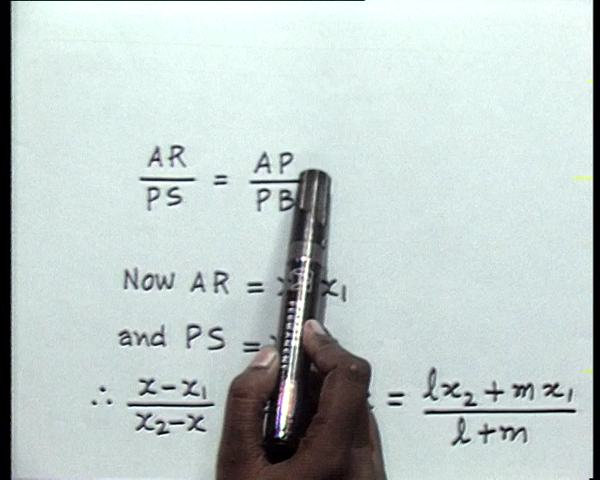 AR/PS = AP/PB
Now AR = x₁
and PS =
∴ (x-x₁)/(x₂-x) = (lx₂+mx₁)/(l+m)